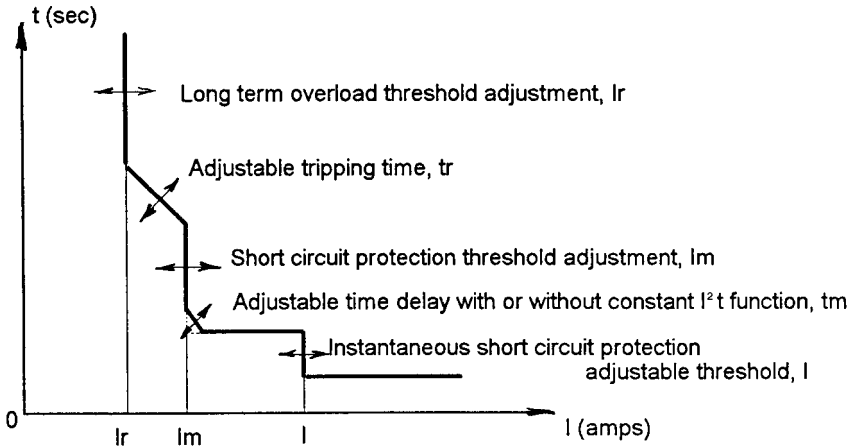 t (sec)
Long term overload threshold adjustment, Ir
Adjustable tripping time, tr
Short circuit protection threshold adjustment, Im
Adjustable time delay with or without constant I²t function, tm
Instantaneous short circuit protection
adjustable threshold, I
0
Ir
Im
I
I (amps)